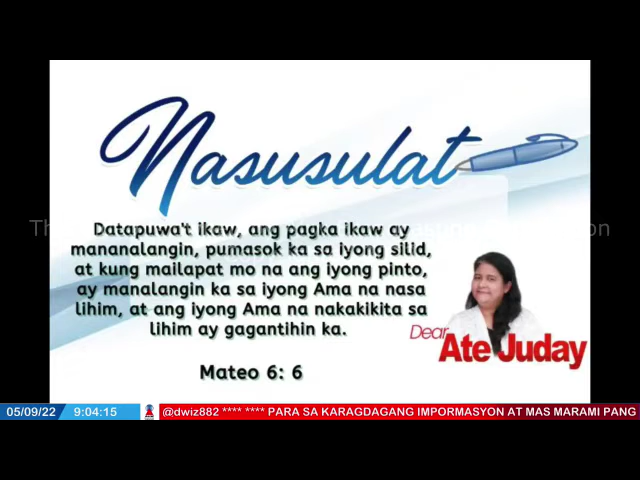 Nasusulat
Datapuwa't ikaw, ang pagka ikaw ay
mananalangin, pumasok ka sa iyong silid,
at kung mailapat mo na ang iyong pinto,
ay manalangin ka sa iyong Ama na nasa
lihim, at ang iyong Ama na nakakikita sa
lihim ay gagantihin ka.
Mateo 6: 6
Dear
Ate Juday
05/09/22 9:04:15 @dwiz882 **** **** PARA SA KARAGDAGANG IMPORMASYON AT MAS MARAMI PANG